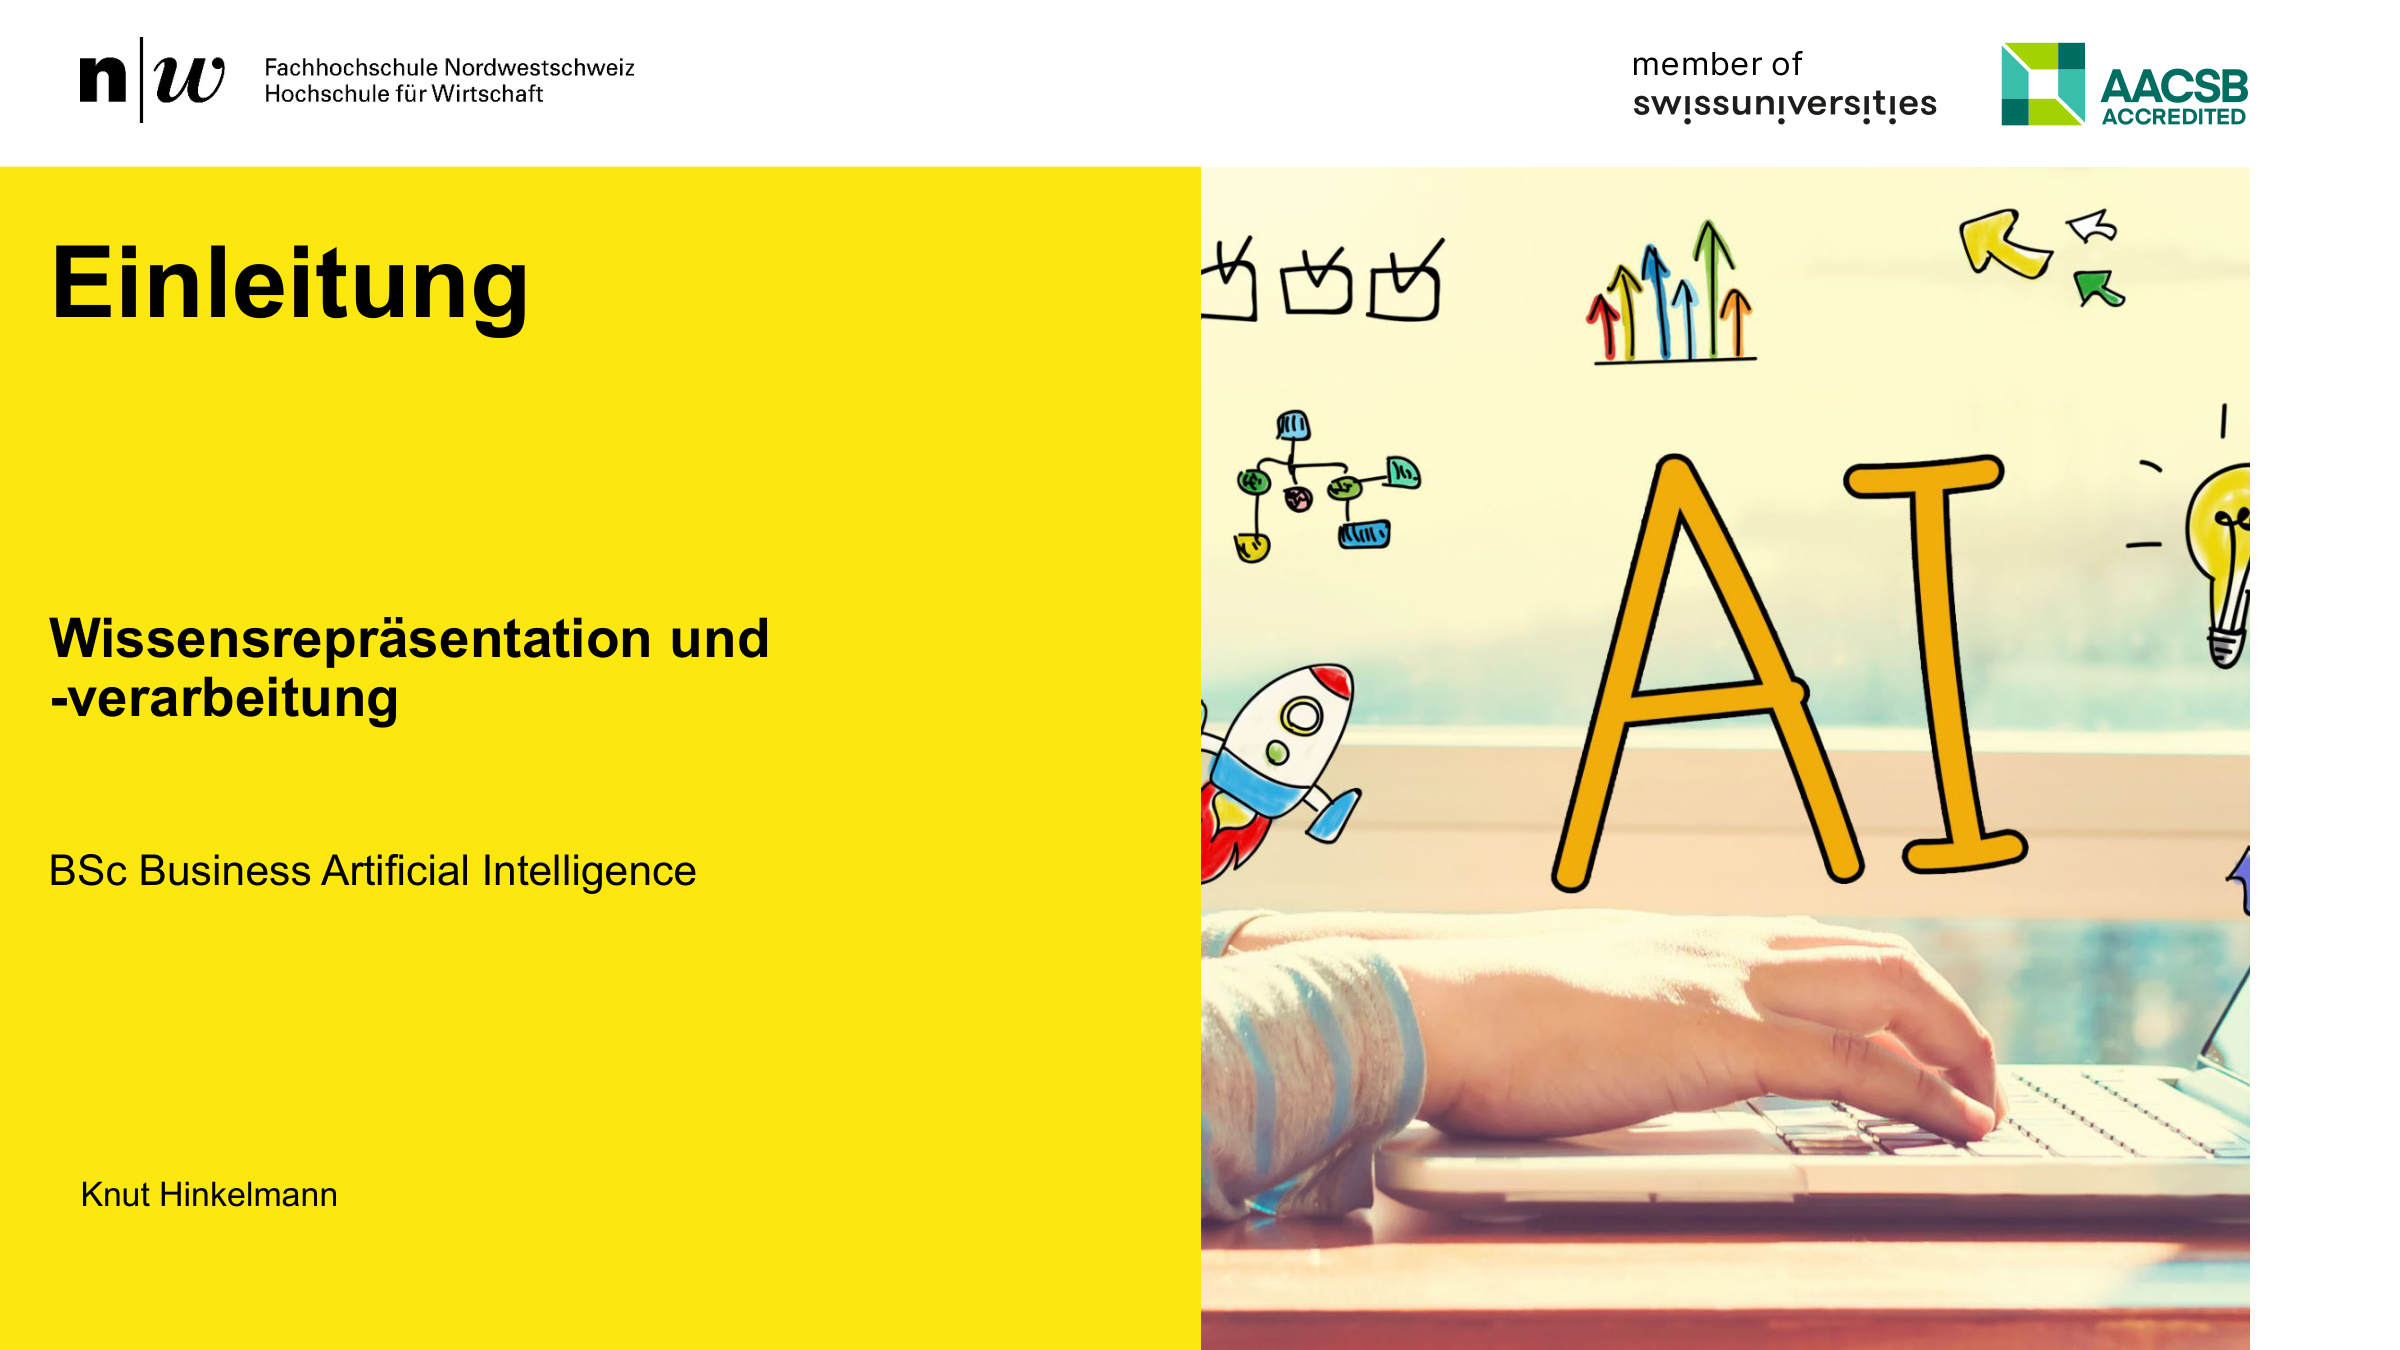 n|w Fachhochschule Nordwestschweiz
Hochschule für Wirtschaft
member of
swissuniversities
AACSB
ACCREDITED
Einleitung
Wissensrepräsentation und
-verarbeitung
BSc Business Artificial Intelligence
Knut Hinkelmann
AI